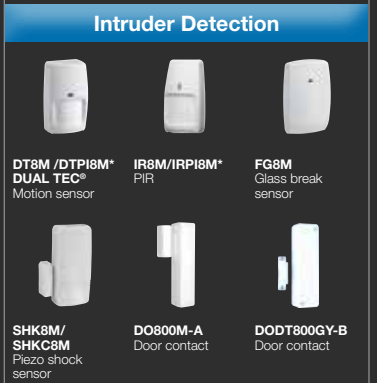 Intruder Detection
DT8M /DTPI8M*
DUAL TEC®
Motion sensor
IR8M/IRPI8M*
PIR
FG8M
Glass break
sensor
SHK8M/
SHKC8M
Piezo shock
sensor
DO800M-A
Door contact
DODT800GY-B
Door contact